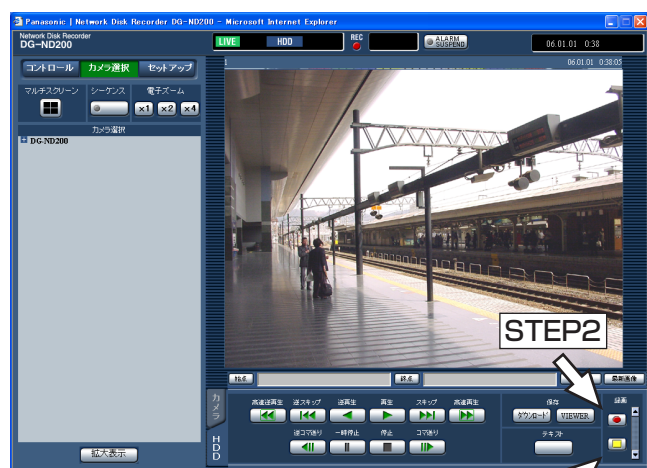 Panasonic | Network Disk Recorder DG-ND200 - Microsoft Internet Explorer
Network Disk Recorder
DG-ND200
LIVE HDD REC ALARM SUSPEND 06.01.01 0:38
コントロール カメラ選択 セットアップ
1 06.01.01 0:38:05
マルチスクリーン シーケンス 電子ズーム
x1 x2 x4
カメラ選択
DG-ND200
STEP2
始点 終点 最新画像
カメラ
高速逆再生 逆スキップ 逆再生 再生 スキップ 高速再生 保存 録画
ダウンロード VIEWER
逆コマ送り 一時停止 停止 コマ送り テキスト
HDD
拡大表示